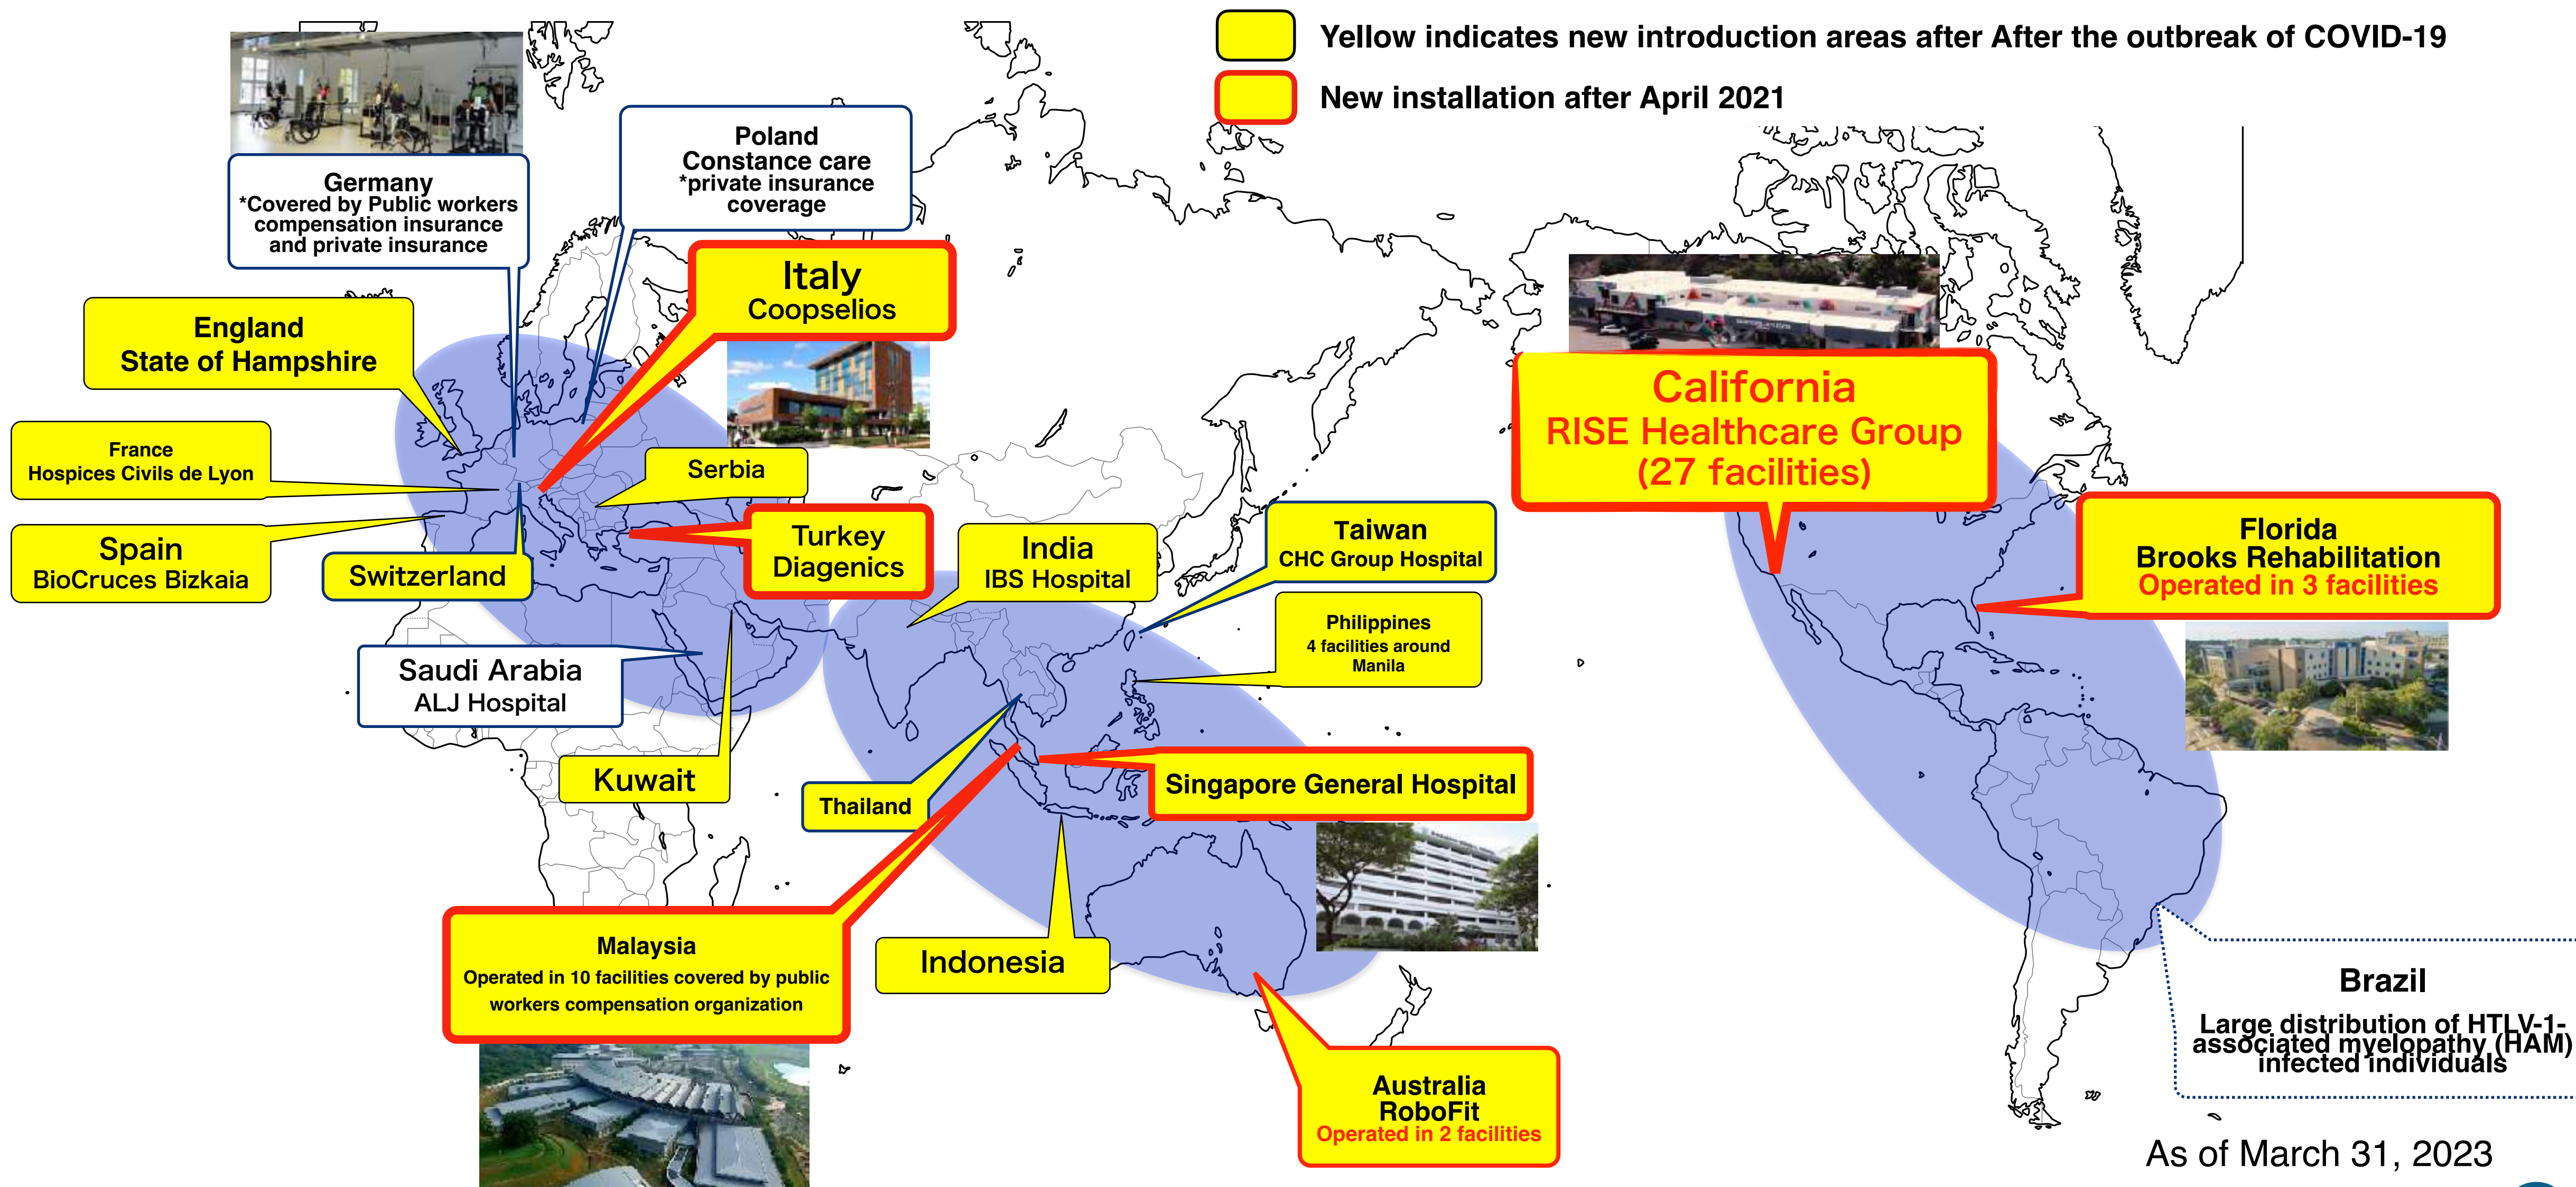 Yellow indicates new introduction areas after After the outbreak of COVID-19
New installation after April 2021
Poland
Constance care
*private insurance
coverage
Germany
*Covered by Public workers
compensation insurance
and private insurance
Italy
Coopselios
England
State of Hampshire
California
RISE Healthcare Group
(27 facilities)
France
Hospices Civils de Lyon
Serbia
Spain
BioCruces Bizkaia
Switzerland
Turkey
Diagenics
India
IBS Hospital
Taiwan
CHC Group Hospital
Florida
Brooks Rehabilitation
Operated in 3 facilities
Philippines
4 facilities around
Manila
Saudi Arabia
ALJ Hospital
Kuwait
Thailand
Singapore General Hospital
Malaysia
Operated in 10 facilities covered by public
workers compensation organization
Indonesia
Brazil
Large distribution of HTLV-1-
associated myelopathy (HAM)
infected individuals
Australia
RoboFit
Operated in 2 facilities
As of March 31, 2023